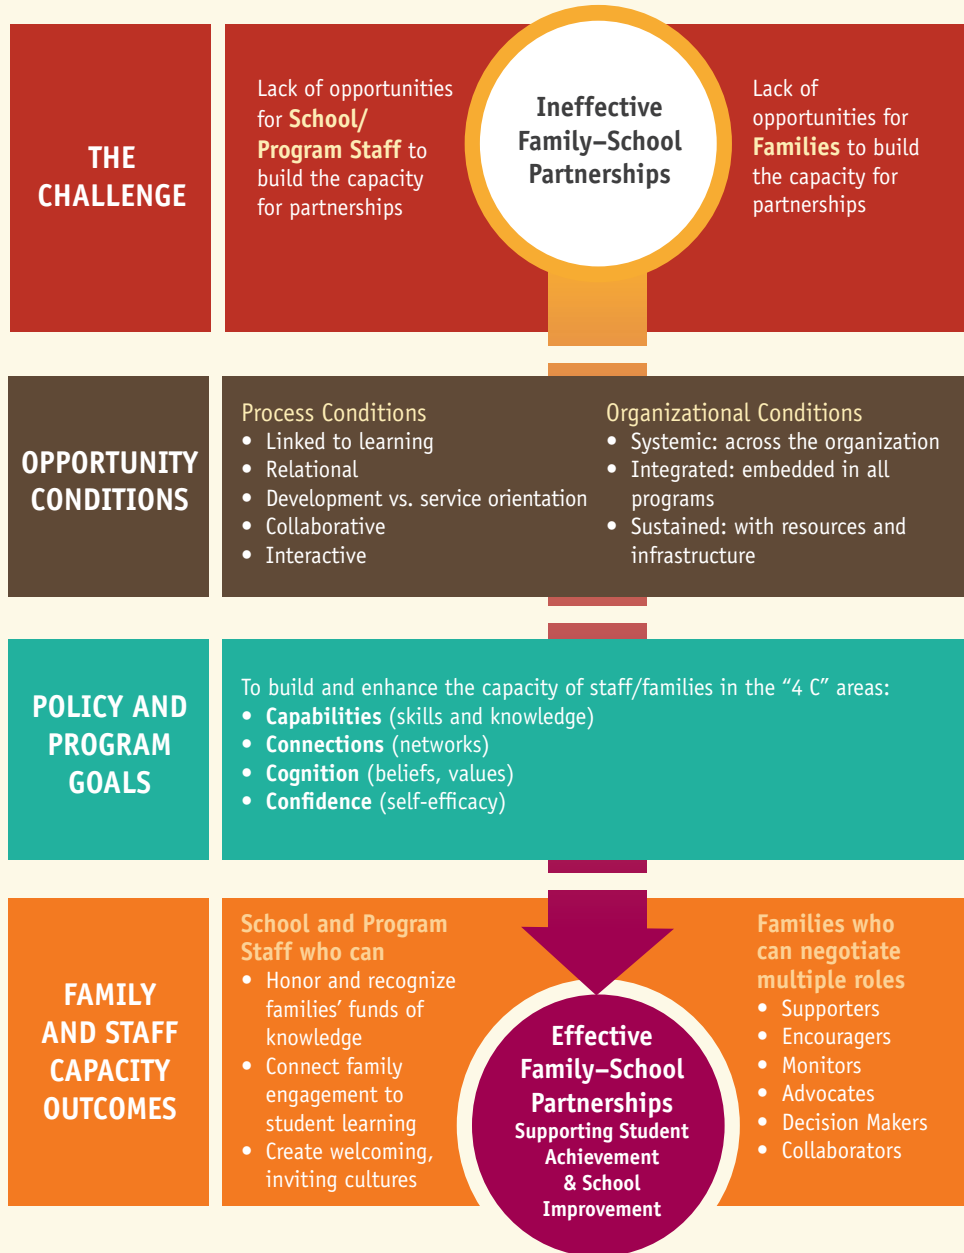 THE
CHALLENGE
Lack of opportunities
for School/
Program Staff to
build the capacity
for partnerships
Ineffective
Family–School
Partnerships
Lack of
opportunities for
Families to build
the capacity for
partnerships
OPPORTUNITY
CONDITIONS
Process Conditions
• Linked to learning
• Relational
• Development vs. service orientation
• Collaborative
• Interactive
Organizational Conditions
• Systemic: across the organization
• Integrated: embedded in all
programs
• Sustained: with resources and
infrastructure
POLICY AND
PROGRAM
GOALS
To build and enhance the capacity of staff/families in the “4 C” areas:
• Capabilities (skills and knowledge)
• Connections (networks)
• Cognition (beliefs, values)
• Confidence (self-efficacy)
FAMILY
AND STAFF
CAPACITY
OUTCOMES
School and Program
Staff who can
• Honor and recognize
families’ funds of
knowledge
• Connect family
engagement to
student learning
• Create welcoming,
inviting cultures
Effective
Family–School
Partnerships
Supporting Student
Achievement
& School
Improvement
Families who
can negotiate
multiple roles
• Supporters
• Encouragers
• Monitors
• Advocates
• Decision Makers
• Collaborators